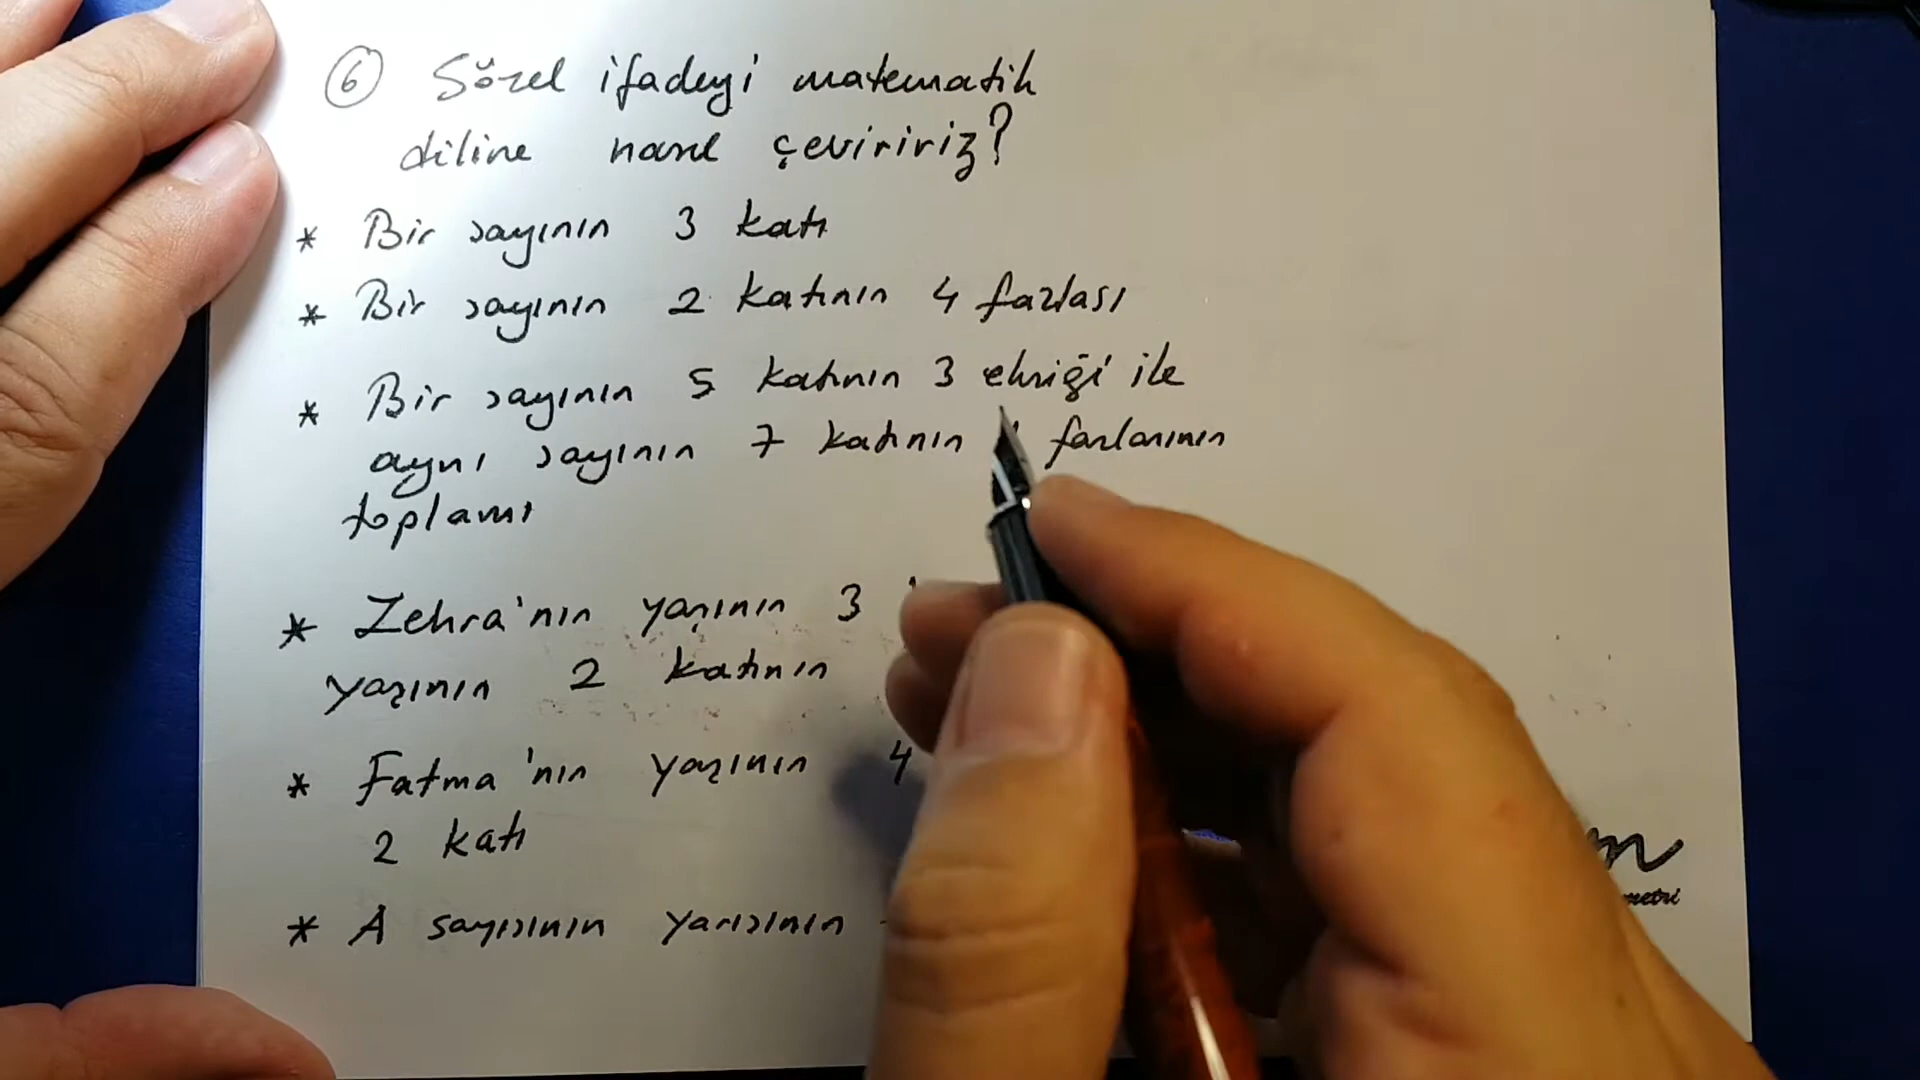 6 Sözel ifadeyi matematik
diline nasıl çeviririz?
* Bir sayının 3 katı
* Bir sayının 2 katının 4 fazlası
* Bir sayının 5 katının 3 eksiği ile
aynı sayının 7 katının fazlasının
toplamı
* Zehra'nın yaşının 3
yaşının 2 katının
* Fatma'nın yaşının 4
2 katı
* A sayısının yarısının
metri